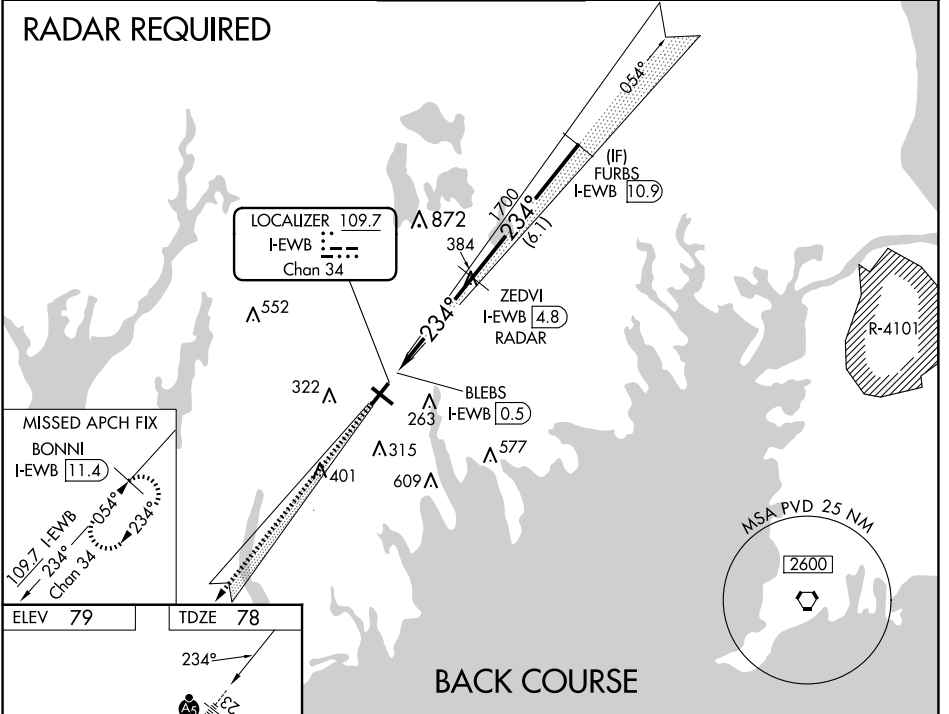 RADAR REQUIRED
054°
(IF)
FURBS
I-EWB 10.9
1700
234°
(6.1)
LOCALIZER 109.7
I-EWB
Chan 34
872
384
ZEDVI
I-EWB 4.8
RADAR
234°
552
R-4101
322
BLEBS
I-EWB 0.5
263
MISSED APCH FIX
BONNI
I-EWB 11.4
054°
234°
109.7 I-EWB
234°
Chan 34
315
577
401
609
MSA PVD 25 NM
2600
ELEV 79
TDZE 78
234°
BACK COURSE
A5
23